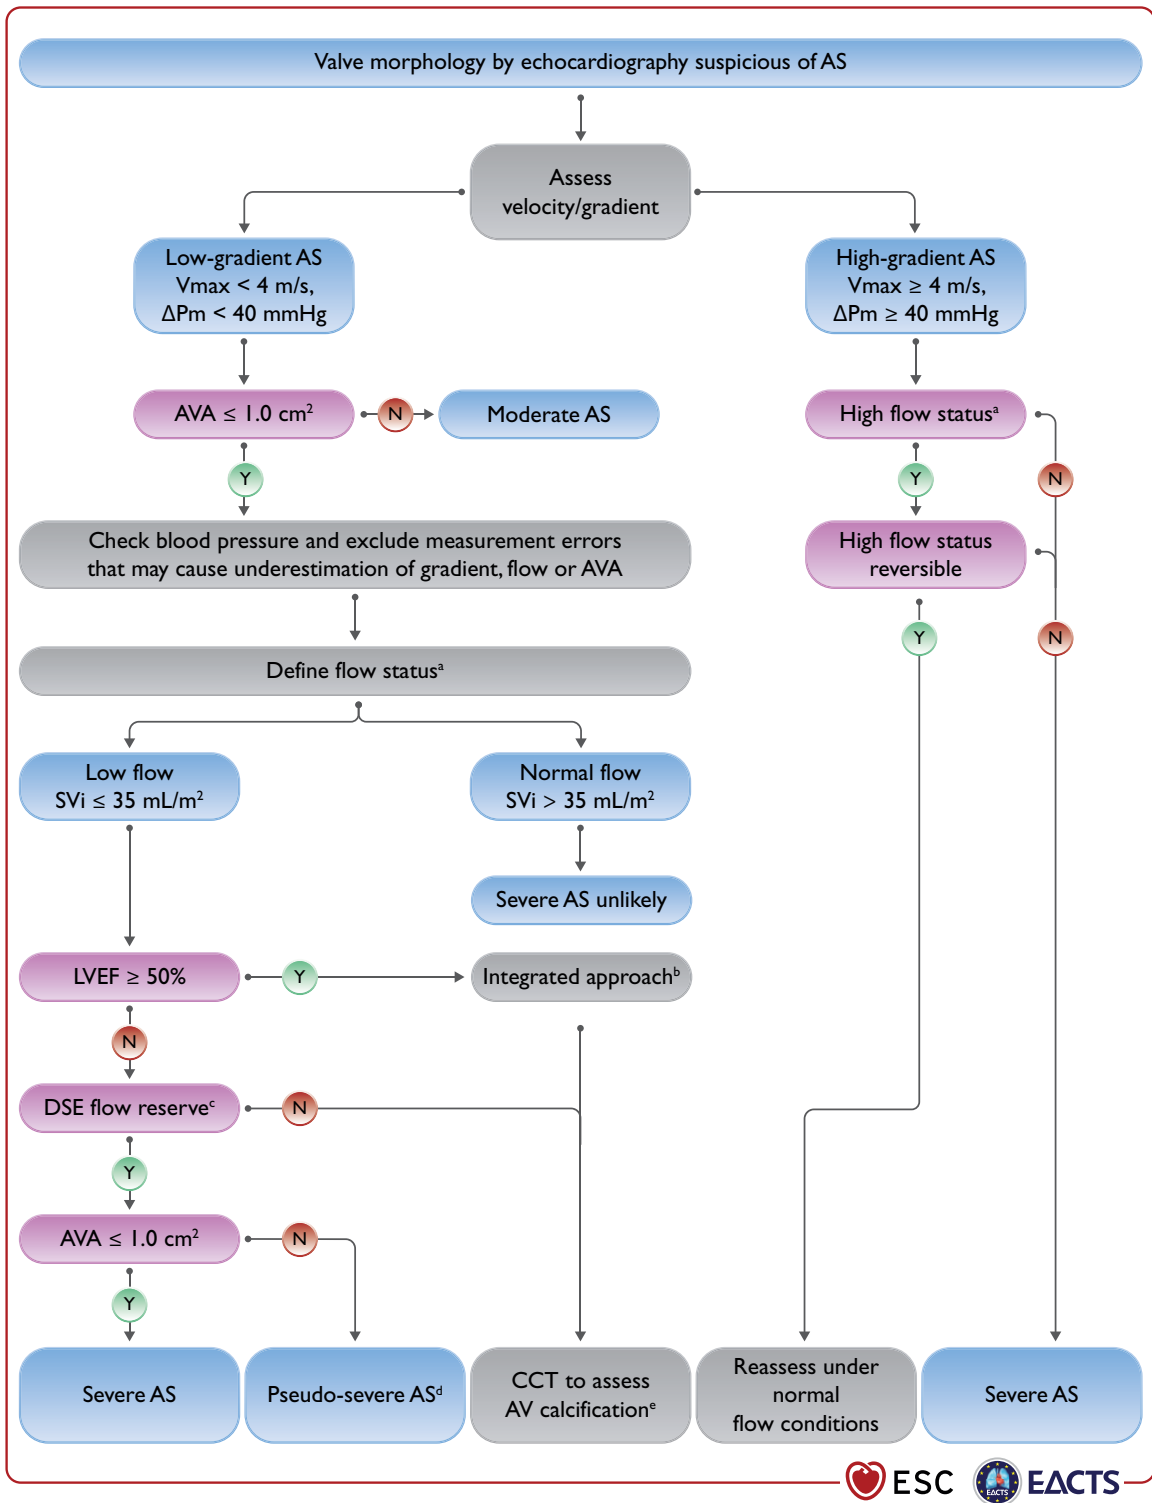 Valve morphology by echocardiography suspicious of AS
Assess
velocity/gradient
Low-gradient AS
Vmax < 4 m/s,
ΔPm < 40 mmHg
High-gradient AS
Vmax ≥ 4 m/s,
ΔPm ≥ 40 mmHg
AVA ≤ 1.0 cm²
N
Moderate AS
High flow statusᵃ
Y
Y
N
Check blood pressure and exclude measurement errors
that may cause underestimation of gradient, flow or AVA
High flow status
reversible
Y
N
Define flow statusᵃ
Low flow
SVi ≤ 35 mL/m²
Normal flow
SVi > 35 mL/m²
Severe AS unlikely
LVEF ≥ 50%
Y
Integrated approachᵇ
N
DSE flow reserveᶜ
N
Y
AVA ≤ 1.0 cm²
N
Y
Severe AS
Pseudo-severe ASᵈ
CCT to assess
AV calcificationᵉ
Reassess under
normal
flow conditions
Severe AS
ESC
EACTS
EACTS